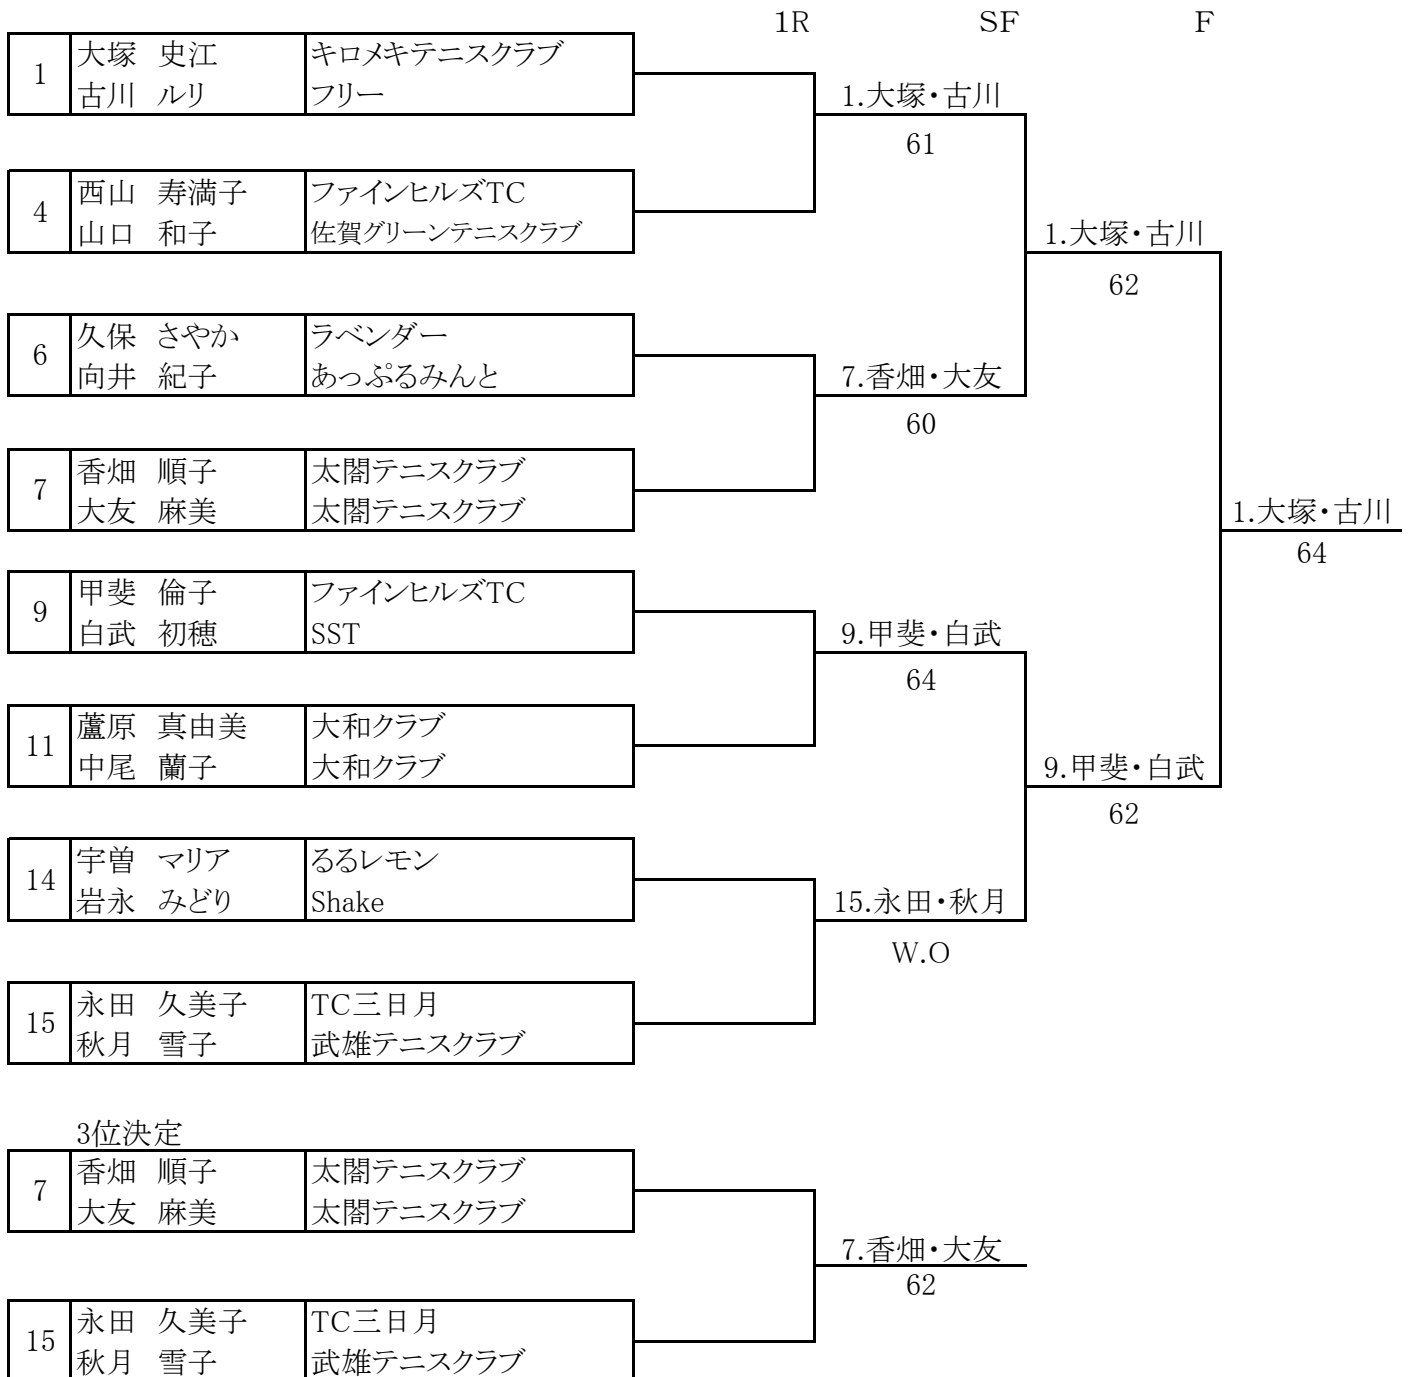 1R SF F
1 大塚 史江 キロメキテニスクラブ
古川 ルリ フリー
1.大塚・古川
61
4 西山 寿満子 ファインヒルズTC
山口 和子 佐賀グリーンテニスクラブ
1.大塚・古川
62
6 久保 さやか ラベンダー
向井 紀子 あっぷるみんと
7.香畑・大友
60
7 香畑 順子 太閤テニスクラブ
大友 麻美 太閤テニスクラブ
1.大塚・古川
64
9 甲斐 倫子 ファインヒルズTC
白武 初穂 SST
9.甲斐・白武
64
11 蘆原 真由美 大和クラブ
中尾 蘭子 大和クラブ
9.甲斐・白武
62
14 宇曽 マリア るるレモン
岩永 みどり Shake
15.永田・秋月
W.O
15 永田 久美子 TC三日月
秋月 雪子 武雄テニスクラブ
3位決定
7 香畑 順子 太閤テニスクラブ
大友 麻美 太閤テニスクラブ
7.香畑・大友
62
15 永田 久美子 TC三日月
秋月 雪子 武雄テニスクラブ